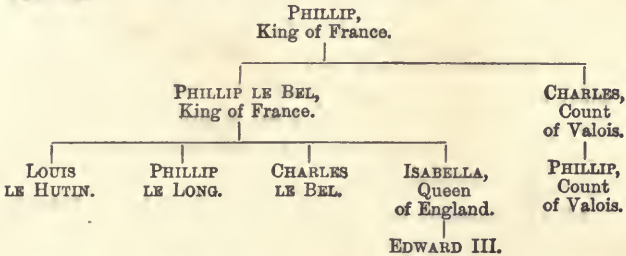 PHILLIP,
King of France.
PHILLIP LE BEL,
King of France.
CHARLES,
Count
of Valois.
LOUIS
LE HUTIN.
PHILLIP
LE LONG.
CHARLES
LE BEL.
ISABELLA,
Queen
of England.
PHILLIP,
Count
of Valois.
EDWARD III.